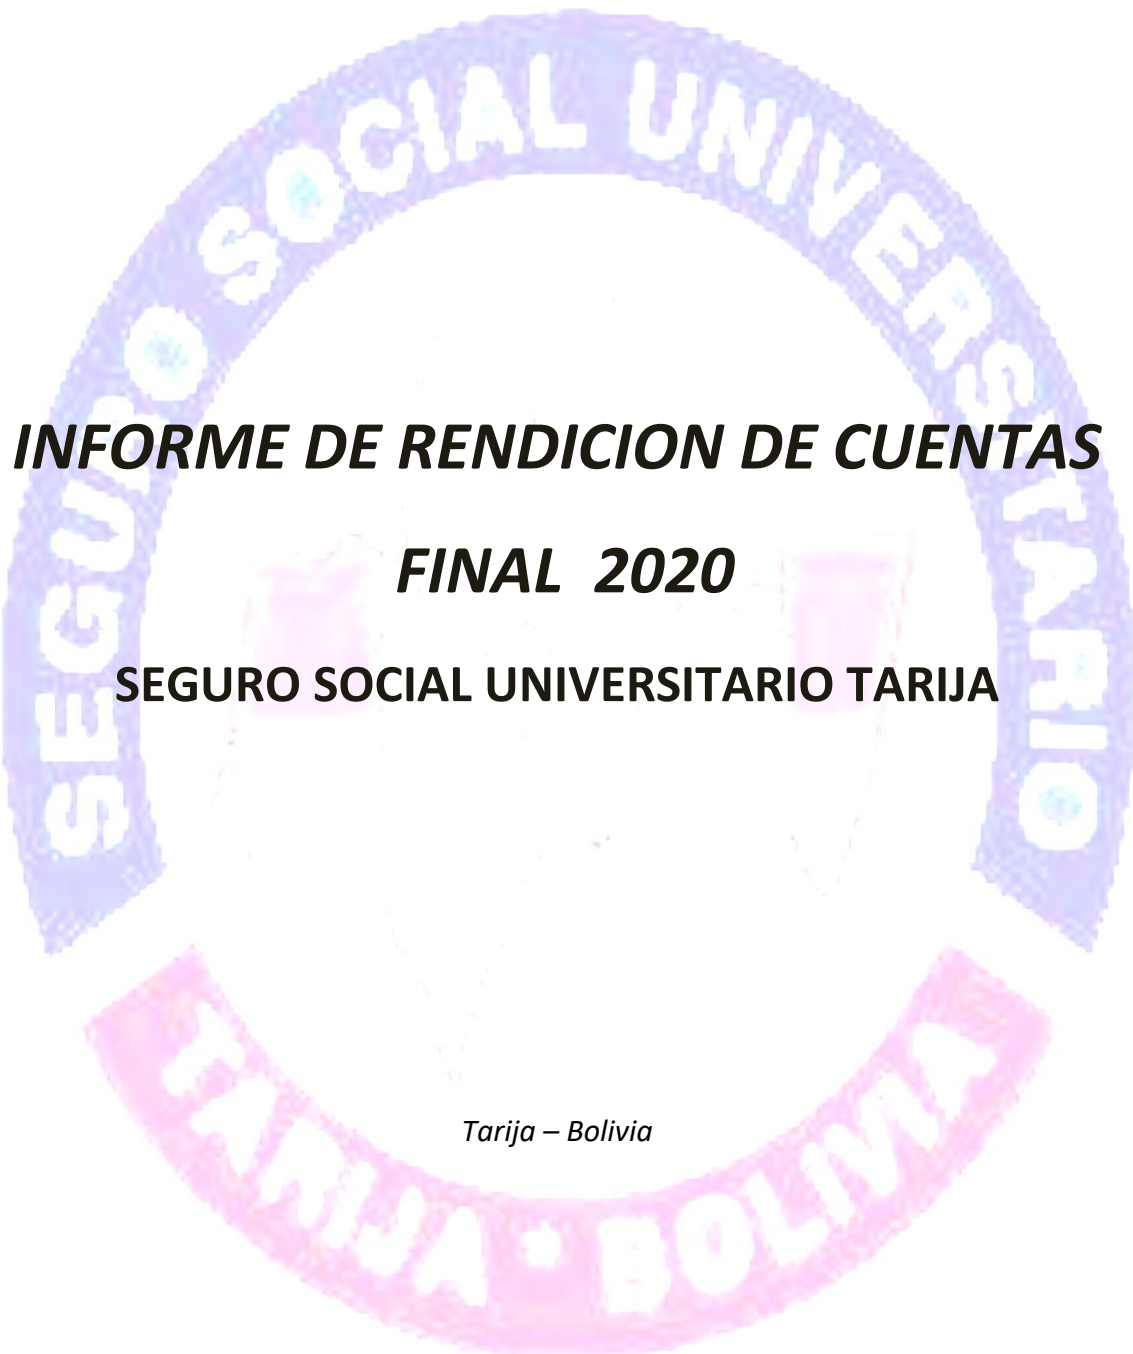 SEGURO SOCIAL UNIVERSITARIO
INFORME DE RENDICION DE CUENTAS
FINAL 2020
SEGURO SOCIAL UNIVERSITARIO TARIJA
Tarija – Bolivia
TARIJA * BOLIVIA